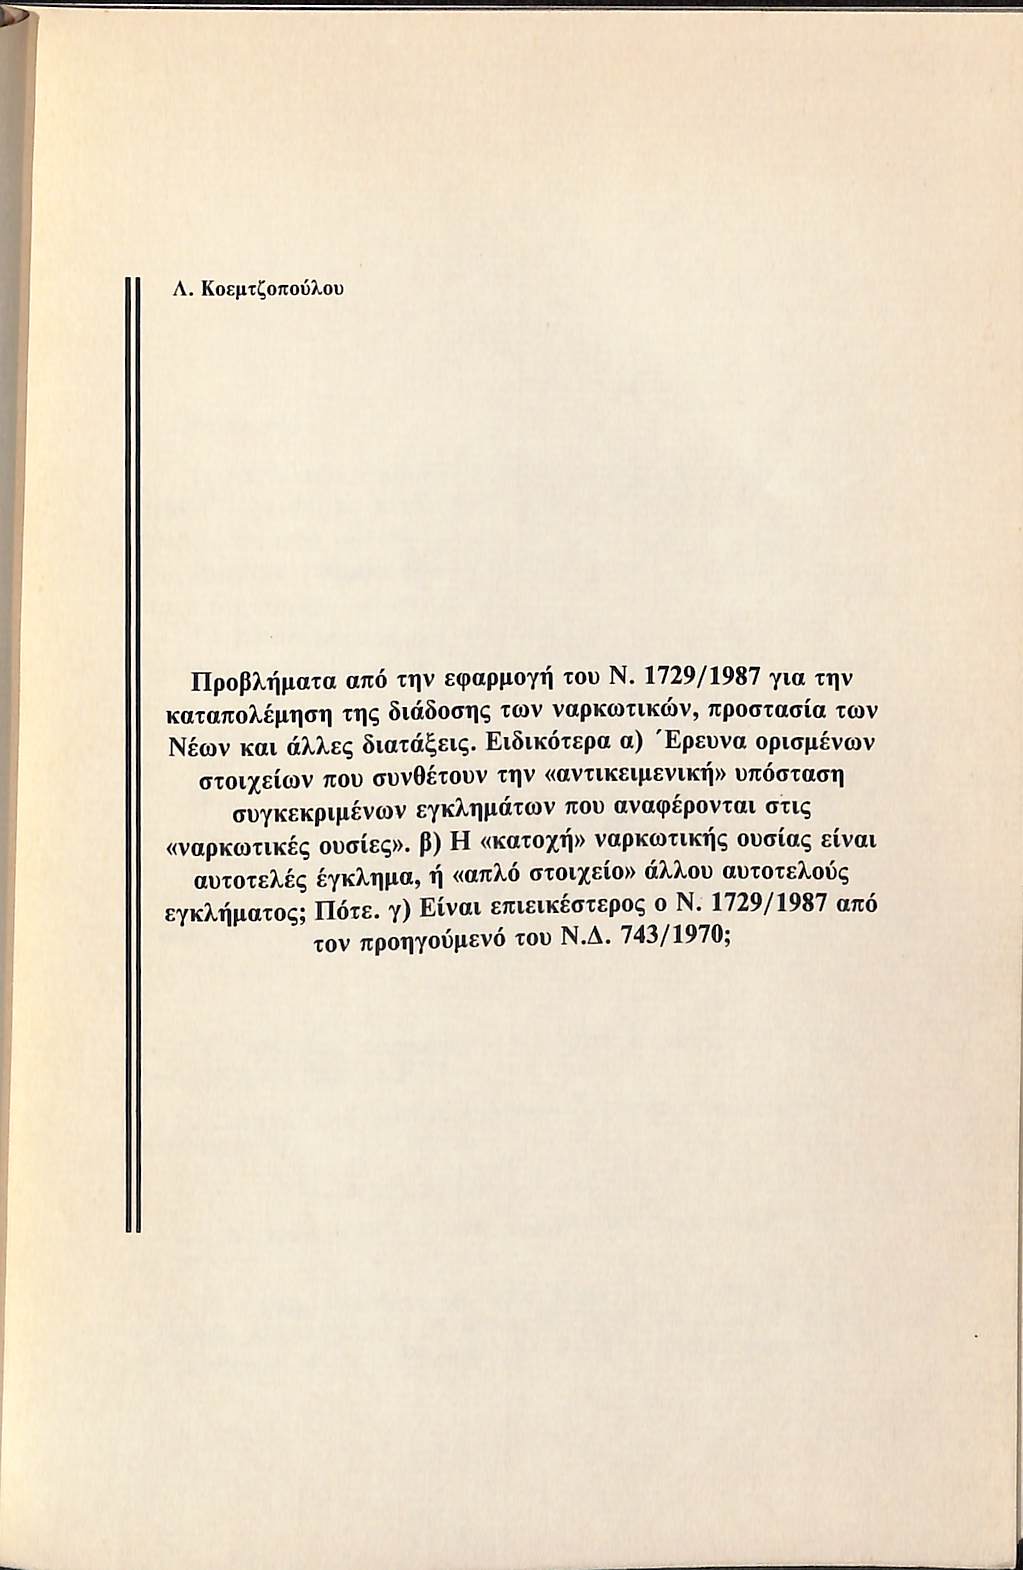 Λ. Κοεμτζοπούλου
Προβλήματα από την εφαρμογή του Ν. 1729/1987 για την
καταπολέμηση της διάδοσης των ναρκωτικών, προστασία των
Νέων και άλλες διατάξεις. Ειδικότερα α) Έρευνα ορισμένων
στοιχείων που συνθέτουν την «αντικειμενική» υπόσταση
συγκεκριμένων εγκλημάτων που αναφέρονται στις
«ναρκωτικές ουσίες». β) Η «κατοχή» ναρκωτικής ουσίας είναι
αυτοτελές έγκλημα, ή «απλό στοιχείο» άλλου αυτοτελούς
εγκλήματος; Πότε. γ) Είναι επιεικέστερος ο Ν. 1729/1987 από
τον προηγούμενό του Ν.Δ. 743/1970;